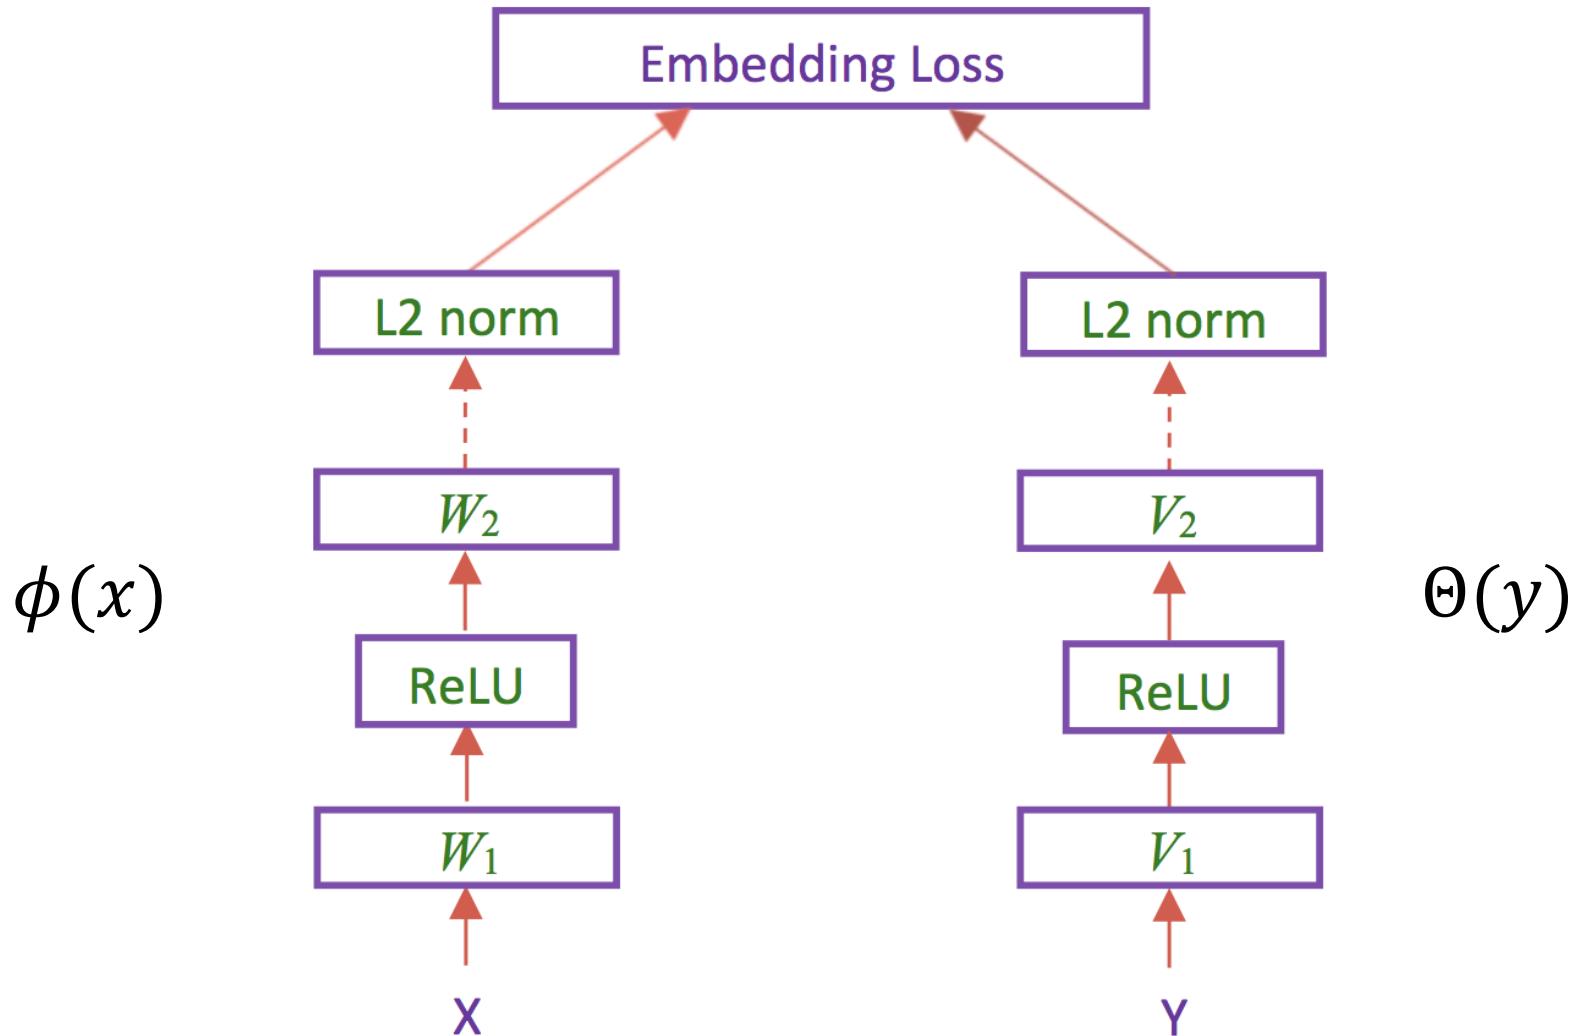 Embedding Loss
L2 norm
L2 norm
W₂
V₂
ϕ(x)
Θ(y)
ReLU
ReLU
W₁
V₁
X
Y